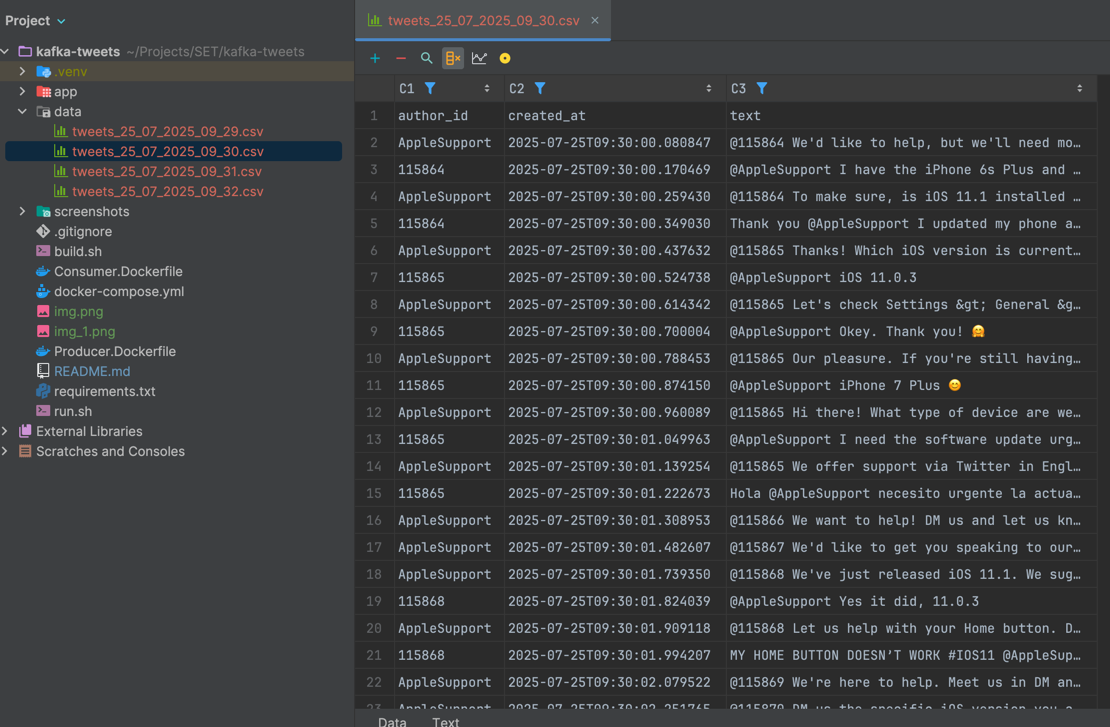 Project
kafka-tweets ~/Projects/SET/kafka-tweets
.venv
app
data
tweets_25_07_2025_09_29.csv
tweets_25_07_2025_09_30.csv
tweets_25_07_2025_09_31.csv
tweets_25_07_2025_09_32.csv
screenshots
.gitignore
build.sh
Consumer.Dockerfile
docker-compose.yml
img.png
img_1.png
Producer.Dockerfile
README.md
requirements.txt
run.sh
External Libraries
Scratches and Consoles
tweets_25_07_2025_09_30.csv
C1 C2 C3
1 author_id created_at text
2 AppleSupport 2025-07-25T09:30:00.080847 @115864 We'd like to help, but we'll need mo…
3 115864 2025-07-25T09:30:00.170469 @AppleSupport I have the iPhone 6s Plus and …
4 AppleSupport 2025-07-25T09:30:00.259430 @115864 To make sure, is iOS 11.1 installed …
5 115864 2025-07-25T09:30:00.349030 Thank you @AppleSupport I updated my phone a…
6 AppleSupport 2025-07-25T09:30:00.437632 @115865 Thanks! Which iOS version is current…
7 115865 2025-07-25T09:30:00.524738 @AppleSupport iOS 11.0.3
8 AppleSupport 2025-07-25T09:30:00.614342 @115865 Let's check Settings &gt; General &g…
9 115865 2025-07-25T09:30:00.700004 @AppleSupport Okey. Thank you! 🤗
10 AppleSupport 2025-07-25T09:30:00.788453 @115865 Our pleasure. If you're still having…
11 115865 2025-07-25T09:30:00.874150 @AppleSupport iPhone 7 Plus 😊
12 AppleSupport 2025-07-25T09:30:00.960089 @115865 Hi there! What type of device are we…
13 115865 2025-07-25T09:30:01.049963 @AppleSupport I need the software update urg…
14 AppleSupport 2025-07-25T09:30:01.139254 @115865 We offer support via Twitter in Engl…
15 115865 2025-07-25T09:30:01.222673 Hola @AppleSupport necesito urgente la actua…
16 AppleSupport 2025-07-25T09:30:01.308953 @115866 We want to help! DM us and let us kn…
17 AppleSupport 2025-07-25T09:30:01.482607 @115867 We'd like to get you speaking to our…
18 AppleSupport 2025-07-25T09:30:01.739350 @115868 We've just released iOS 11.1. We sug…
19 115868 2025-07-25T09:30:01.824039 @AppleSupport Yes it did, 11.0.3
20 AppleSupport 2025-07-25T09:30:01.909118 @115868 Let us help with your Home button. D…
21 115868 2025-07-25T09:30:01.994207 MY HOME BUTTON DOESN'T WORK #IOS11 @AppleSup…
22 AppleSupport 2025-07-25T09:30:02.079522 @115869 We're here to help. Meet us in DM an…
23 AppleSupport 2025-07-25T09:30:02.251765 @115870 DM us the specific iOS version you a…
Data Text